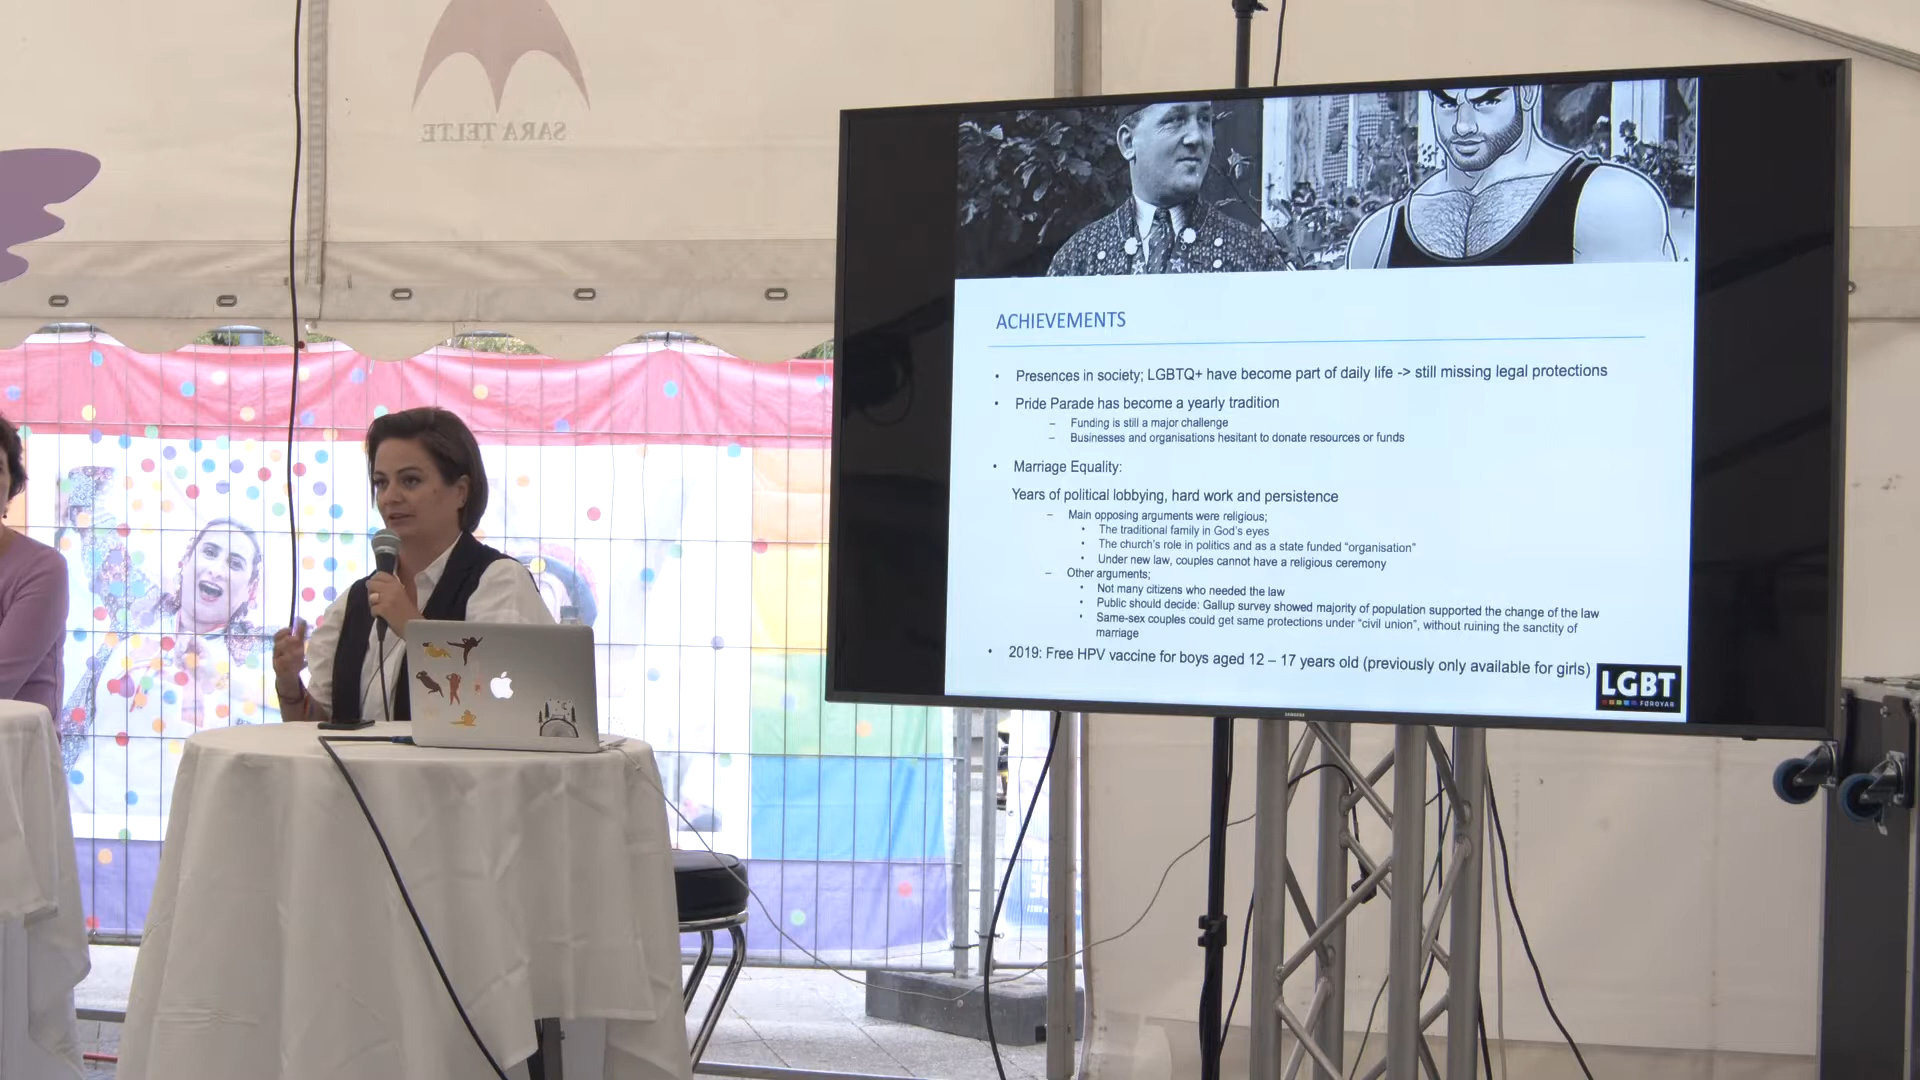 SARA TELTE
ACHIEVEMENTS
• Presences in society; LGBTQ+ have become part of daily life -> still missing legal protections
• Pride Parade has become a yearly tradition
– Funding is still a major challenge
– Businesses and organisations hesitant to donate resources or funds
• Marriage Equality:
Years of political lobbying, hard work and persistence
– Main opposing arguments were religious;
• The traditional family in God's eyes
• The church's role in politics and as a state funded "organisation"
• Under new law, couples cannot have a religious ceremony
– Other arguments;
• Not many citizens who needed the law
• Public should decide: Gallup survey showed majority of population supported the change of the law
• Same-sex couples could get same protections under "civil union", without ruining the sanctity of
marriage
• 2019: Free HPV vaccine for boys aged 12 – 17 years old (previously only available for girls)
LGBT
FØROYAR
SAMSUNG